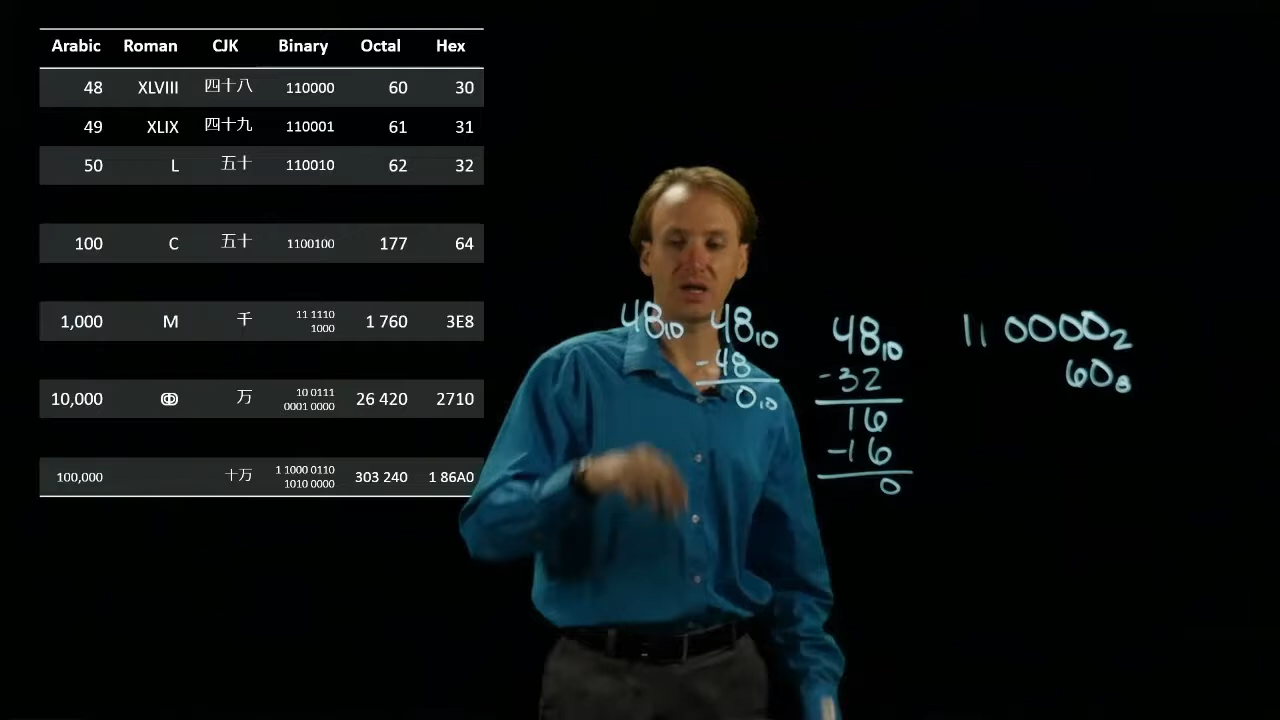 Arabic Roman CJK Binary Octal Hex
48 XLVIII 四十八 110000 60 30
49 XLIX 四十九 110001 61 31
50 L 五十 110010 62 32
100 C 五十 1100100 177 64
1,000 M 千 11 1110 1000 1 760 3E8
10,000 ↂ 万 10 0111 0001 0000 26 420 2710
100,000 十万 1 1000 0110 1010 0000 303 240 1 86A0
48₁₀
48₁₀
-48
0₁₀
48₁₀
-32
16
-16
0
110000₂
60₈